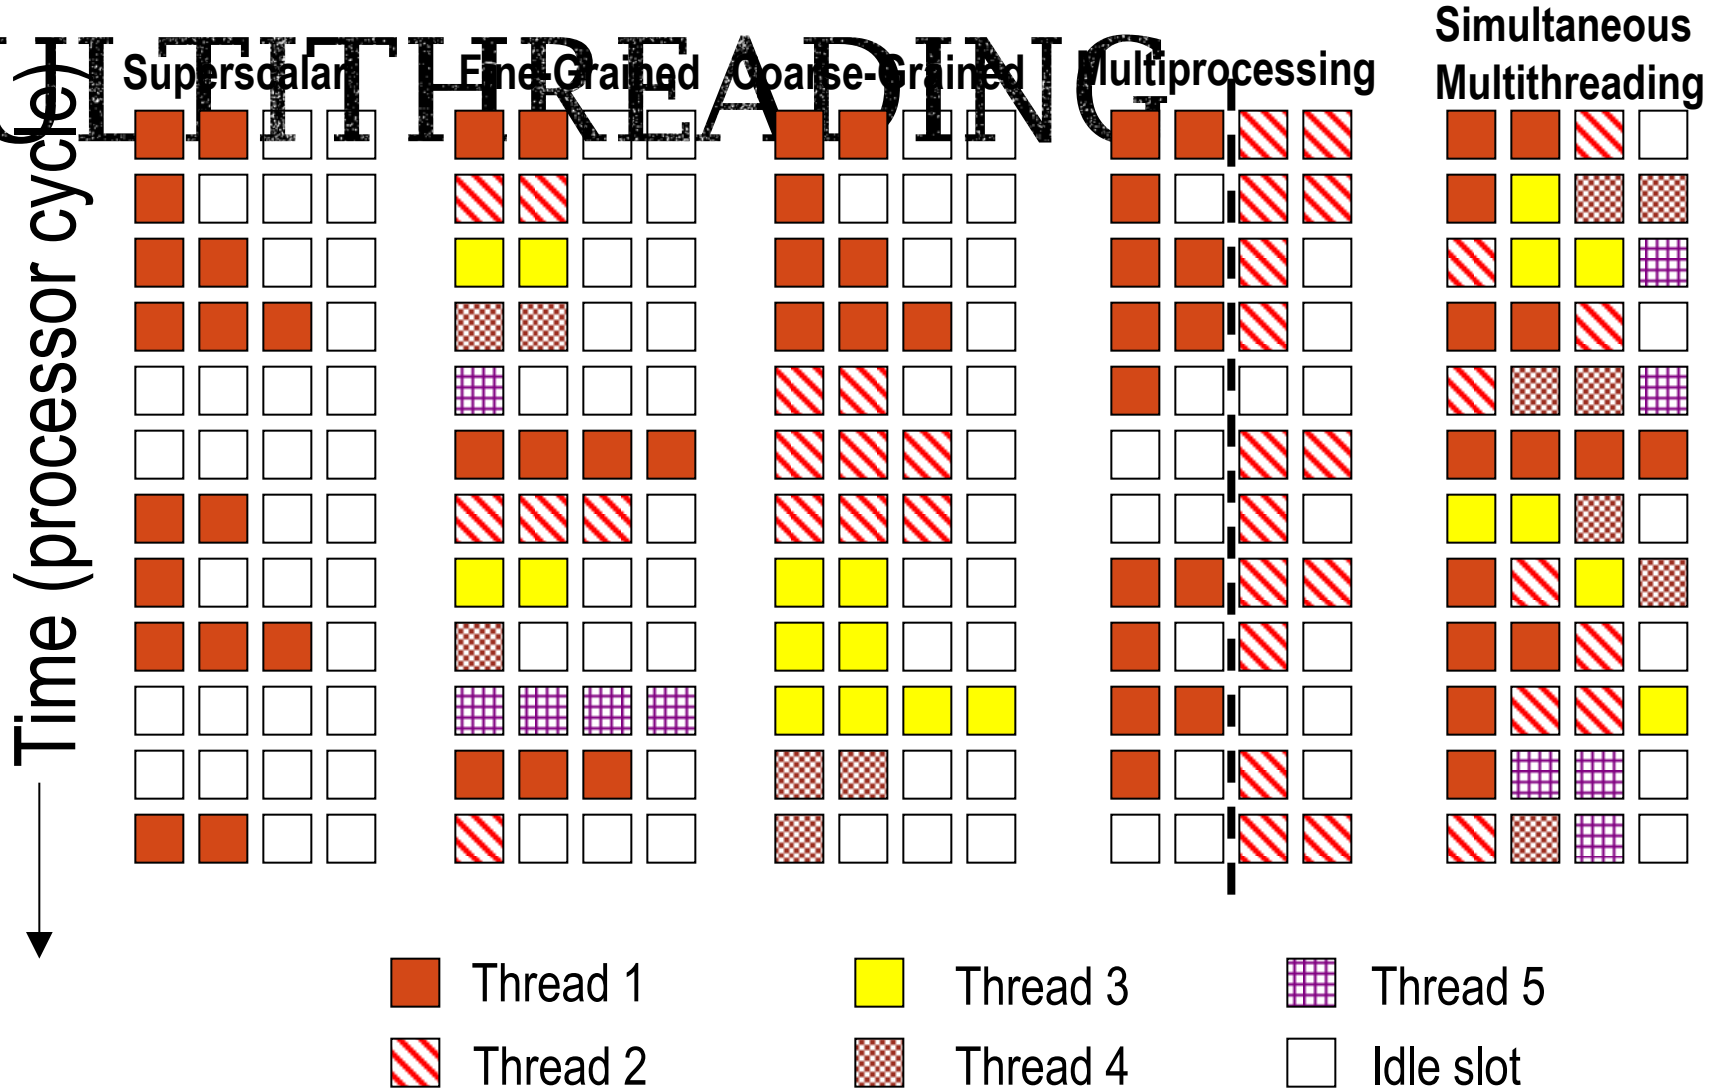 ULTITHREADING
Superscalar
Fine-Grained
Coarse-Grained
Multiprocessing
Simultaneous
Multithreading
Time (processor cycle)
Thread 1
Thread 3
Thread 5
Thread 2
Thread 4
Idle slot